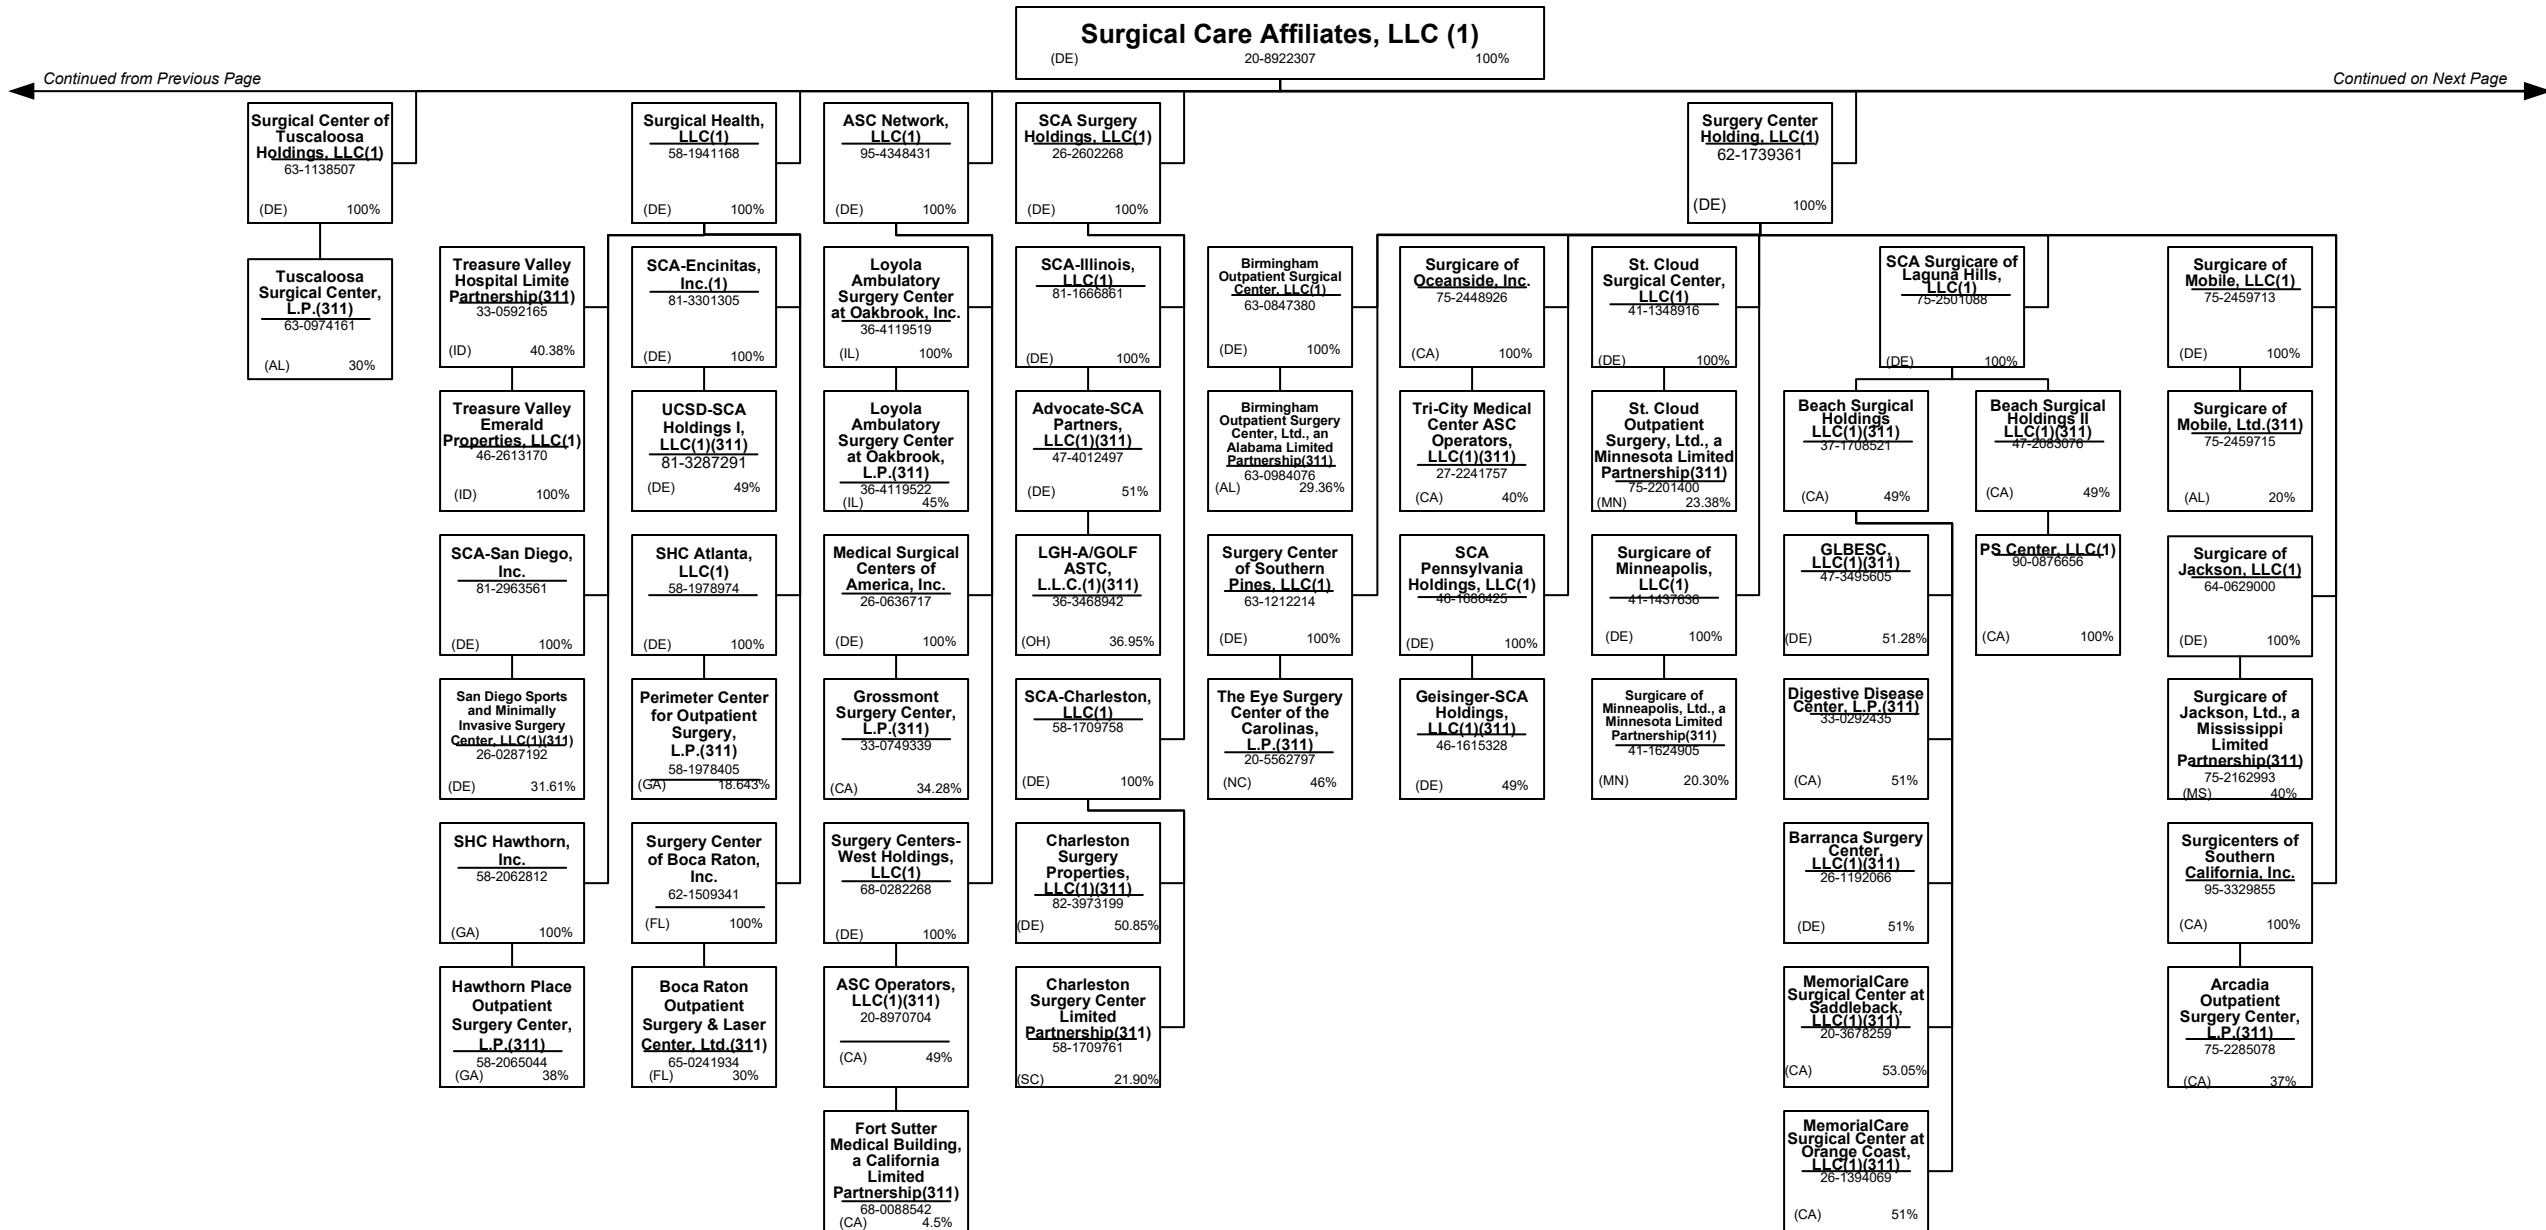 Surgical Care Affiliates, LLC (1)
(DE) 20-8922307 100%
Continued from Previous Page
Continued on Next Page
Surgical Center of
Tuscaloosa
Holdings, LLC(1)
63-1138507
(DE) 100%
Surgical Health,
LLC(1)
58-1941168
(DE) 100%
ASC Network,
LLC(1)
95-4348431
(DE) 100%
SCA Surgery
Holdings, LLC(1)
26-2602268
(DE) 100%
Surgery Center
Holding, LLC(1)
62-1739361
(DE) 100%
Tuscaloosa
Surgical Center,
L.P.(311)
63-0974161
(AL) 30%
Treasure Valley
Hospital Limite
Partnership(311)
33-0592165
(ID) 40.38%
SCA-Encinitas,
Inc.(1)
81-3301305
(DE) 100%
Loyola
Ambulatory
Surgery Center
at Oakbrook, Inc.
36-4119519
(IL) 100%
SCA-Illinois,
LLC(1)
81-1666861
(DE) 100%
Birmingham
Outpatient Surgical
Center, LLC(1)
63-0847380
(DE) 100%
Surgicare of
Oceanside, Inc.
75-2448926
(CA) 100%
St. Cloud
Surgical Center,
LLC(1)
41-1348916
(DE) 100%
SCA Surgicare of
Laguna Hills,
LLC(1)
75-2501088
(DE) 100%
Surgicare of
Mobile, LLC(1)
75-2459713
(DE) 100%
Treasure Valley
Emerald
Properties, LLC(1)
46-2613170
(ID) 100%
UCSD-SCA
Holdings I,
LLC(1)(311)
81-3287291
(DE) 49%
Loyola
Ambulatory
Surgery Center
at Oakbrook,
L.P.(311)
36-4119522
(IL) 45%
Advocate-SCA
Partners,
LLC(1)(311)
47-4012497
(DE) 51%
Birmingham
Outpatient Surgery
Center, Ltd., an
Alabama Limited
Partnership(311)
63-0984076
(AL) 29.36%
Tri-City Medical
Center ASC
Operators,
LLC(1)(311)
27-2241757
(CA) 40%
St. Cloud
Outpatient
Surgery, Ltd., a
Minnesota Limited
Partnership(311)
75-2201400
(MN) 23.38%
Beach Surgical
Holdings
LLC(1)(311)
37-1708521
(CA) 49%
Beach Surgical
Holdings II
LLC(1)(311)
47-2083076
(CA) 49%
Surgicare of
Mobile, Ltd.(311)
75-2459715
(AL) 20%
SCA-San Diego,
Inc.
81-2963561
(DE) 100%
SHC Atlanta,
LLC(1)
58-1978974
(DE) 100%
Medical Surgical
Centers of
America, Inc.
26-0636717
(DE) 100%
LGH-A/GOLF
ASTC,
L.L.C.(1)(311)
36-3468942
(OH) 36.95%
Surgery Center
of Southern
Pines, LLC(1)
63-1212214
(DE) 100%
SCA
Pennsylvania
Holdings, LLC(1)
46-1686425
(DE) 100%
Surgicare of
Minneapolis,
LLC(1)
41-1437636
(DE) 100%
GLBESC,
LLC(1)(311)
47-3495605
(DE) 51.28%
PS Center, LLC(1)
90-0876656
(CA) 100%
Surgicare of
Jackson, LLC(1)
64-0629000
(DE) 100%
San Diego Sports
and Minimally
Invasive Surgery
Center, LLC(1)(311)
26-0287192
(DE) 31.61%
Perimeter Center
for Outpatient
Surgery,
L.P.(311)
58-1978405
(GA) 18.643%
Grossmont
Surgery Center,
L.P.(311)
33-0749339
(CA) 34.28%
SCA-Charleston,
LLC(1)
58-1709758
(DE) 100%
The Eye Surgery
Center of the
Carolinas,
L.P.(311)
20-5562797
(NC) 46%
Geisinger-SCA
Holdings,
LLC(1)(311)
46-1615328
(DE) 49%
Surgicare of
Minneapolis, Ltd., a
Minnesota Limited
Partnership(311)
41-1624905
(MN) 20.30%
Digestive Disease
Center, L.P.(311)
33-0292435
(CA) 51%
Surgicare of
Jackson, Ltd., a
Mississippi
Limited
Partnership(311)
75-2162993
(MS) 40%
SHC Hawthorn,
Inc.
58-2062812
(GA) 100%
Surgery Center
of Boca Raton,
Inc.
62-1509341
(FL) 100%
Surgery Centers-
West Holdings,
LLC(1)
68-0282268
(DE) 100%
Charleston
Surgery
Properties,
LLC(1)(311)
82-3973199
(DE) 50.85%
Barranca Surgery
Center,
LLC(1)(311)
26-1192066
(DE) 51%
Surgicenters of
Southern
California, Inc.
95-3329855
(CA) 100%
Hawthorn Place
Outpatient
Surgery Center,
L.P.(311)
58-2065044
(GA) 38%
Boca Raton
Outpatient
Surgery & Laser
Center, Ltd.(311)
65-0241934
(FL) 30%
ASC Operators,
LLC(1)(311)
20-8970704
(CA) 49%
Charleston
Surgery Center
Limited
Partnership(311)
58-1709761
(SC) 21.90%
MemorialCare
Surgical Center at
Saddleback,
LLC(1)(311)
20-3678259
(CA) 53.05%
Arcadia
Outpatient
Surgery Center,
L.P.(311)
75-2285078
(CA) 37%
Fort Sutter
Medical Building,
a California
Limited
Partnership(311)
68-0088542
(CA) 4.5%
MemorialCare
Surgical Center at
Orange Coast,
LLC(1)(311)
26-1394069
(CA) 51%